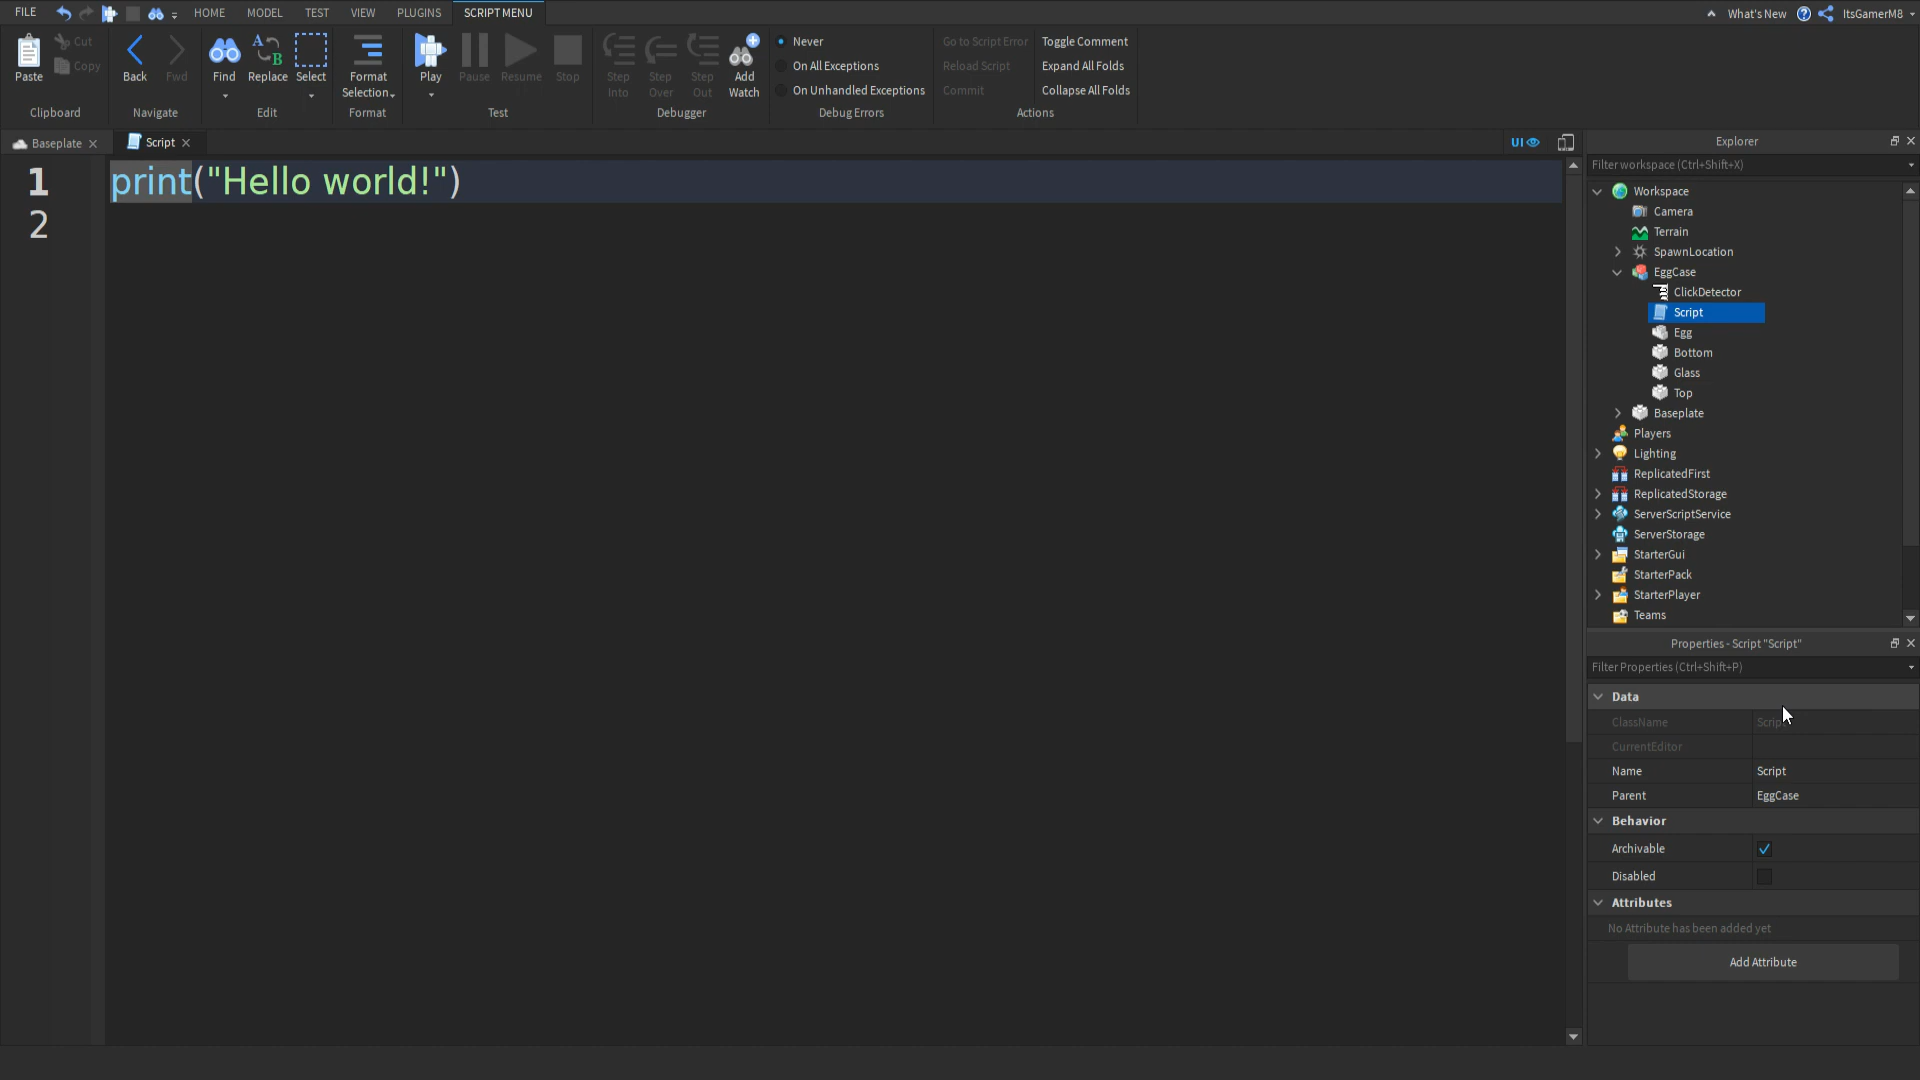 FILE HOME MODEL TEST VIEW PLUGINS SCRIPT MENU What's New ItsGamerM8
Paste Cut Copy
Clipboard
Back Fwd
Navigate
Find Replace Select
Edit
Format Selection
Format
Play Pause Resume Stop
Test
Step Into Step Over Step Out Add Watch
Debugger
Never
On All Exceptions
On Unhandled Exceptions
Debug Errors
Go to Script Error Toggle Comment
Reload Script Expand All Folds
Commit Collapse All Folds
Actions
Baseplate Script UI
1 print("Hello world!")
2
Explorer
Filter workspace (Ctrl+Shift+X)
Workspace
Camera
Terrain
SpawnLocation
EggCase
ClickDetector
Script
Egg
Bottom
Glass
Top
Baseplate
Players
Lighting
ReplicatedFirst
ReplicatedStorage
ServerScriptService
ServerStorage
StarterGui
StarterPack
StarterPlayer
Teams
Properties - Script "Script"
Filter Properties (Ctrl+Shift+P)
Data
ClassName Script
CurrentEditor
Name Script
Parent EggCase
Behavior
Archivable
Disabled
Attributes
No Attribute has been added yet
Add Attribute